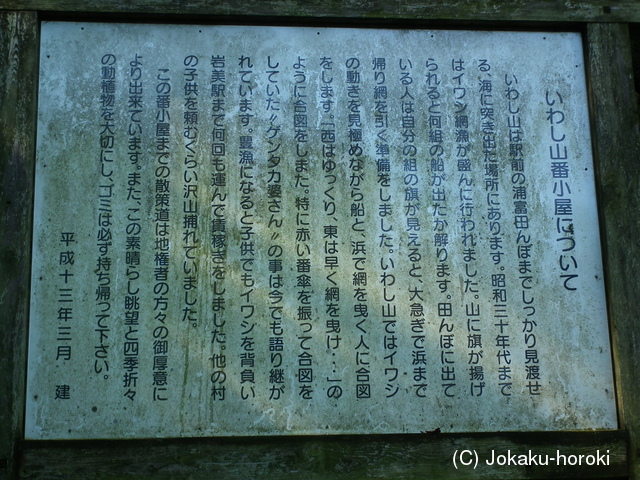 いわし山番小屋について
いわし山は駅前の浦富田んぼまでしっかり見渡せ
る、海に突き出た場所にあります。昭和三十年代まで
はイワシ網漁が盛んに行われました。山に旗が揚げ
られると何組の船が出たか解ります。田んぼに出て
いる人は自分の組の旗が見えると、大急ぎで浜まで
帰り網を引く準備をしました。いわし山ではイワシ
の動きを見極めながら船と、浜で網を曳く人に合図
をします。「西はゆっくり、東は早く網を曳け・・」の
ように合図をしました。特に赤い番傘を振って合図を
していた〝ゲンタカ婆さん〟の事は今でも語り継が
れています。豊漁になると子供でもイワシを背負い
岩美駅まで何回も運んで賃稼ぎをしました。他の村
の子供を頼むくらい沢山捕れていました。
この番小屋までの散策道は地権者の方々の御厚意に
より出来ています。また、この素晴らし眺望と四季折々
の動植物を大切にし、ゴミは必ず持ち帰って下さい。
平成十三年三月 建
(C) Jokaku-horoki